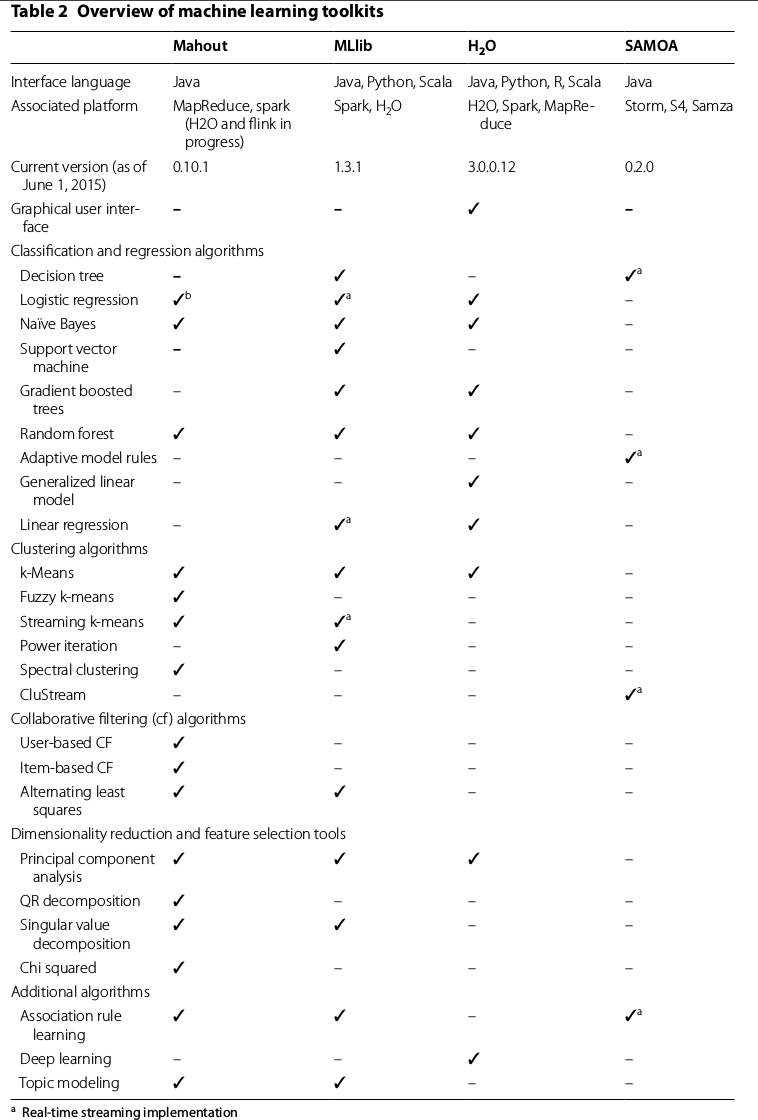 Table 2 Overview of machine learning toolkits
Mahout MLlib H2O SAMOA
Interface language Java Java, Python, Scala Java, Python, R, Scala Java
Associated platform MapReduce, spark Spark, H2O H2O, Spark, MapRe- Storm, S4, Samza
(H2O and flink in duce
progress)
Current version (as of 0.10.1 1.3.1 3.0.0.12 0.2.0
June 1, 2015)
Graphical user inter- – – ✓ –
face
Classification and regression algorithms
Decision tree – ✓ – ✓a
Logistic regression ✓b ✓a ✓ –
Naïve Bayes ✓ ✓ ✓ –
Support vector – ✓ – –
machine
Gradient boosted – ✓ ✓ –
trees
Random forest ✓ ✓ ✓ –
Adaptive model rules – – – ✓a
Generalized linear – – ✓ –
model
Linear regression – ✓a ✓ –
Clustering algorithms
k-Means ✓ ✓ ✓ –
Fuzzy k-means ✓ – – –
Streaming k-means ✓ ✓a – –
Power iteration – ✓ – –
Spectral clustering ✓ – – –
CluStream – – – ✓a
Collaborative filtering (cf) algorithms
User-based CF ✓ – – –
Item-based CF ✓ – – –
Alternating least ✓ ✓ – –
squares
Dimensionality reduction and feature selection tools
Principal component ✓ ✓ ✓ –
analysis
QR decomposition ✓ – – –
Singular value ✓ ✓ – –
decomposition
Chi squared ✓ – – –
Additional algorithms
Association rule ✓ ✓ – ✓a
learning
Deep learning – – ✓ –
Topic modeling ✓ ✓ – –
a Real-time streaming implementation